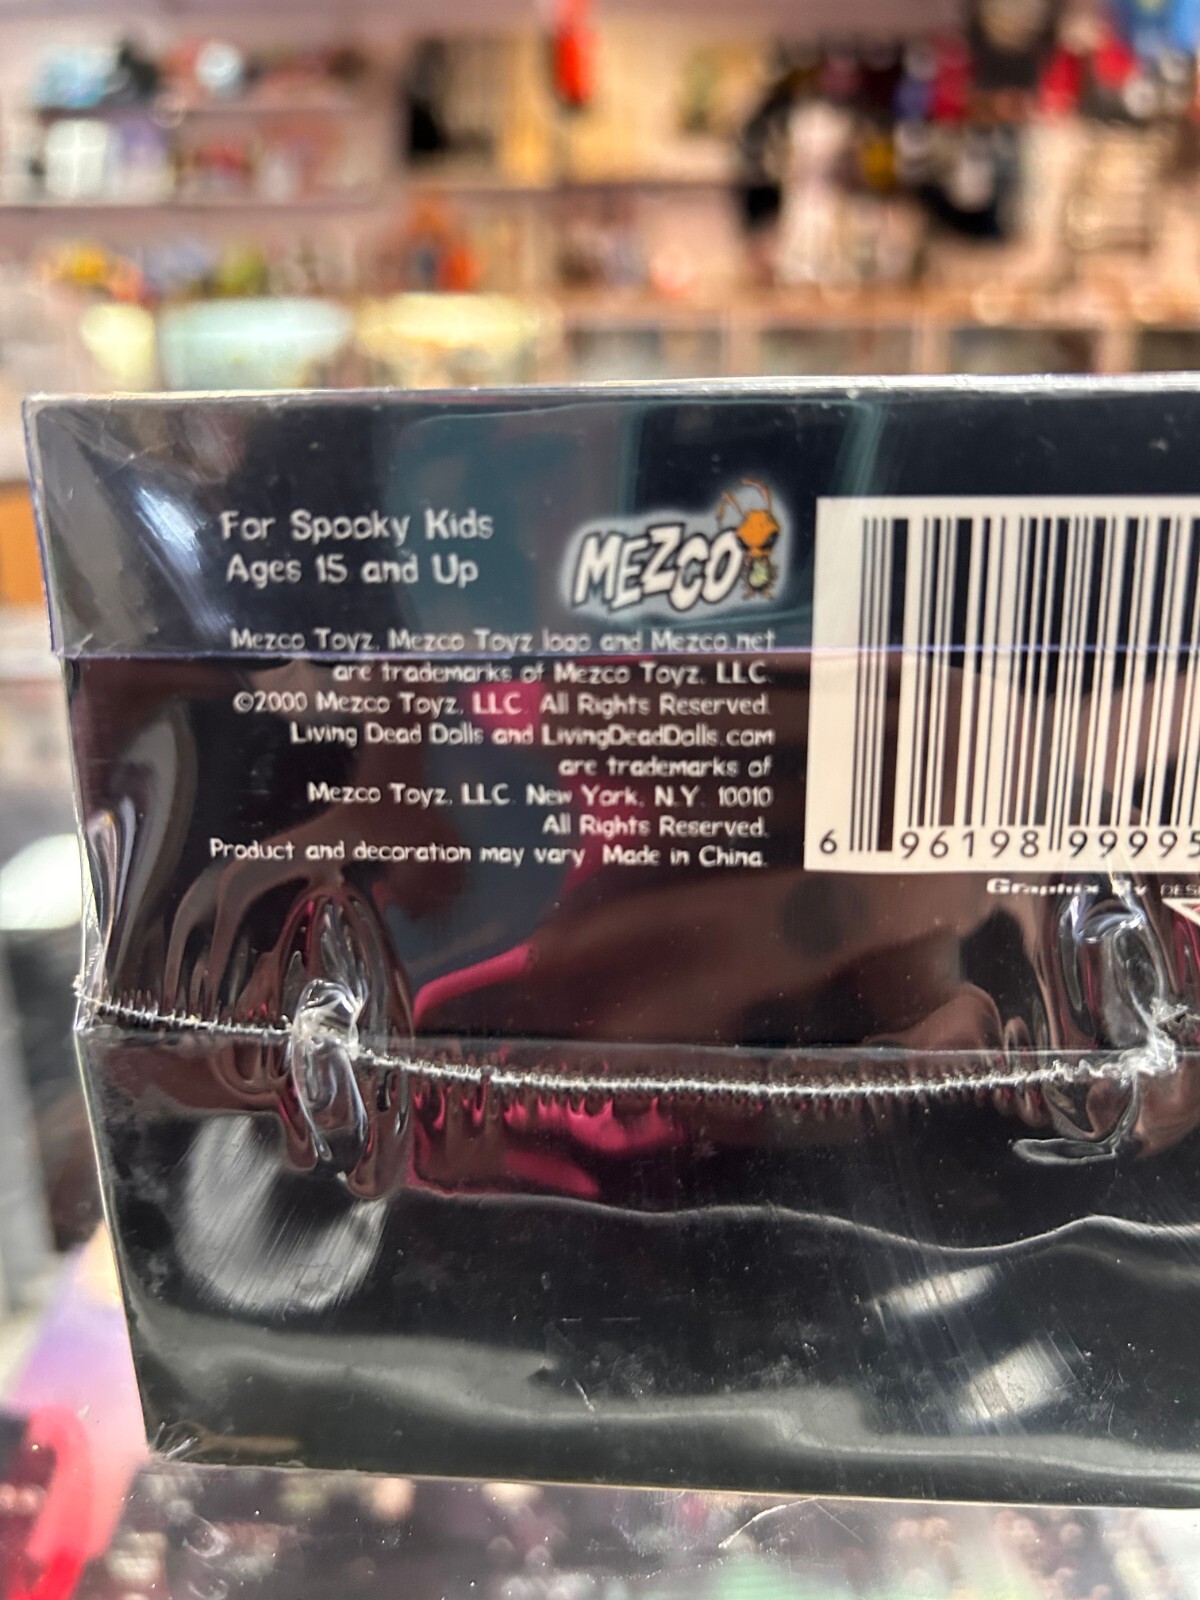 For Spooky Kids
Ages 15 and Up
MEZCO
Mezco Toyz, Mezco Toyz logo and Mezco.net
are trademarks of Mezco Toyz, LLC.
©2000 Mezco Toyz, LLC. All Rights Reserved.
Living Dead Dolls and LivingDeadDolls.com
are trademarks of
Mezco Toyz, LLC. New York, N.Y. 10010
All Rights Reserved.
Product and decoration may vary. Made in China.
6 96198 99995
Graphix By